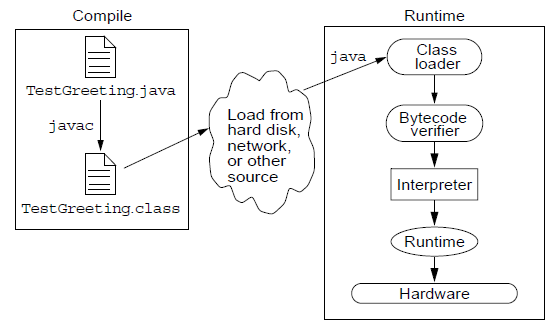 Compile
TestGreeting.java
javac
TestGreeting.class
Load from
hard disk,
network,
or other
source
java
Runtime
Class
loader
Bytecode
verifier
Interpreter
Runtime
Hardware